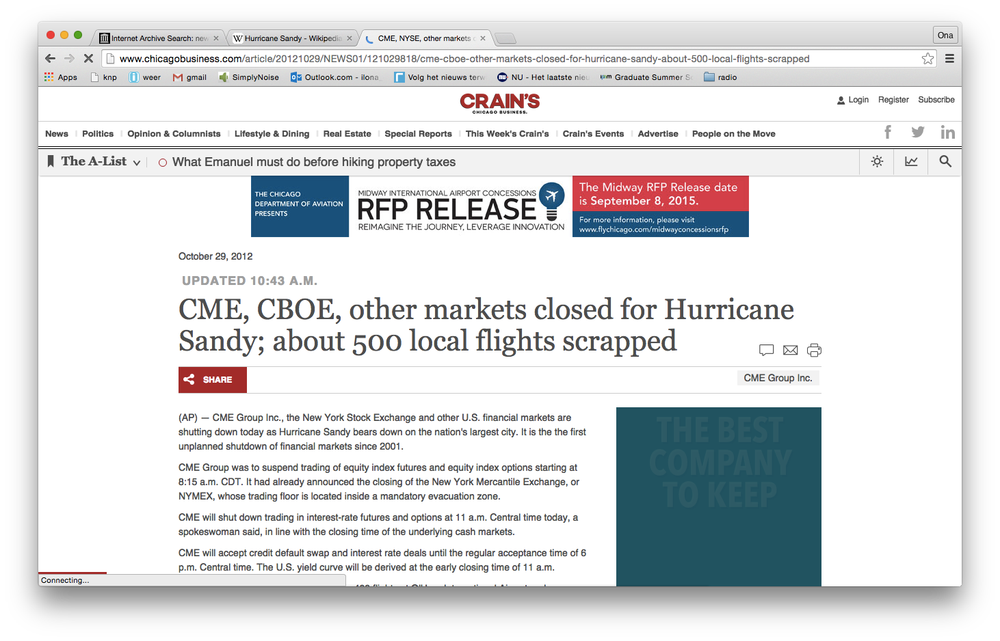 Internet Archive Search: new
Hurricane Sandy - Wikipedia
CME, NYSE, other markets c
Ona
www.chicagobusiness.com/article/20121029/NEWS01/121029818/cme-cboe-other-markets-closed-for-hurricane-sandy-about-500-local-flights-scrapped
Apps knp weer gmail SimplyNoise Outlook.com - ilona_ Volg het nieuws terw NU - Het laatste nieu Graduate Summer Sc radio
CRAIN'S
CHICAGO BUSINESS.
Login Register Subscribe
News Politics Opinion & Columnists Lifestyle & Dining Real Estate Special Reports This Week's Crain's Crain's Events Advertise People on the Move
The A-List What Emanuel must do before hiking property taxes
THE CHICAGO
DEPARTMENT OF AVIATION
PRESENTS
MIDWAY INTERNATIONAL AIRPORT CONCESSIONS
RFP RELEASE
REIMAGINE THE JOURNEY, LEVERAGE INNOVATION
The Midway RFP Release date
is September 8, 2015.
For more information, please visit
www.flychicago.com/midwayconcessionsrfp
October 29, 2012
UPDATED 10:43 A.M.
CME, CBOE, other markets closed for Hurricane
Sandy; about 500 local flights scrapped
SHARE
CME Group Inc.
(AP) — CME Group Inc., the New York Stock Exchange and other U.S. financial markets are
shutting down today as Hurricane Sandy bears down on the nation's largest city. It is the the first
unplanned shutdown of financial markets since 2001.
CME Group was to suspend trading of equity index futures and equity index options starting at
8:15 a.m. CDT. It had already announced the closing of the New York Mercantile Exchange, or
NYMEX, whose trading floor is located inside a mandatory evacuation zone.
CME will shut down trading in interest-rate futures and options at 11 a.m. Central time today, a
spokeswoman said, in line with the closing time of the underlying cash markets.
CME will accept credit default swap and interest rate deals until the regular acceptance time of 6
p.m. Central time. The U.S. yield curve will be derived at the early closing time of 11 a.m.
THE BEST
COMPANY
TO KEEP
Connecting...